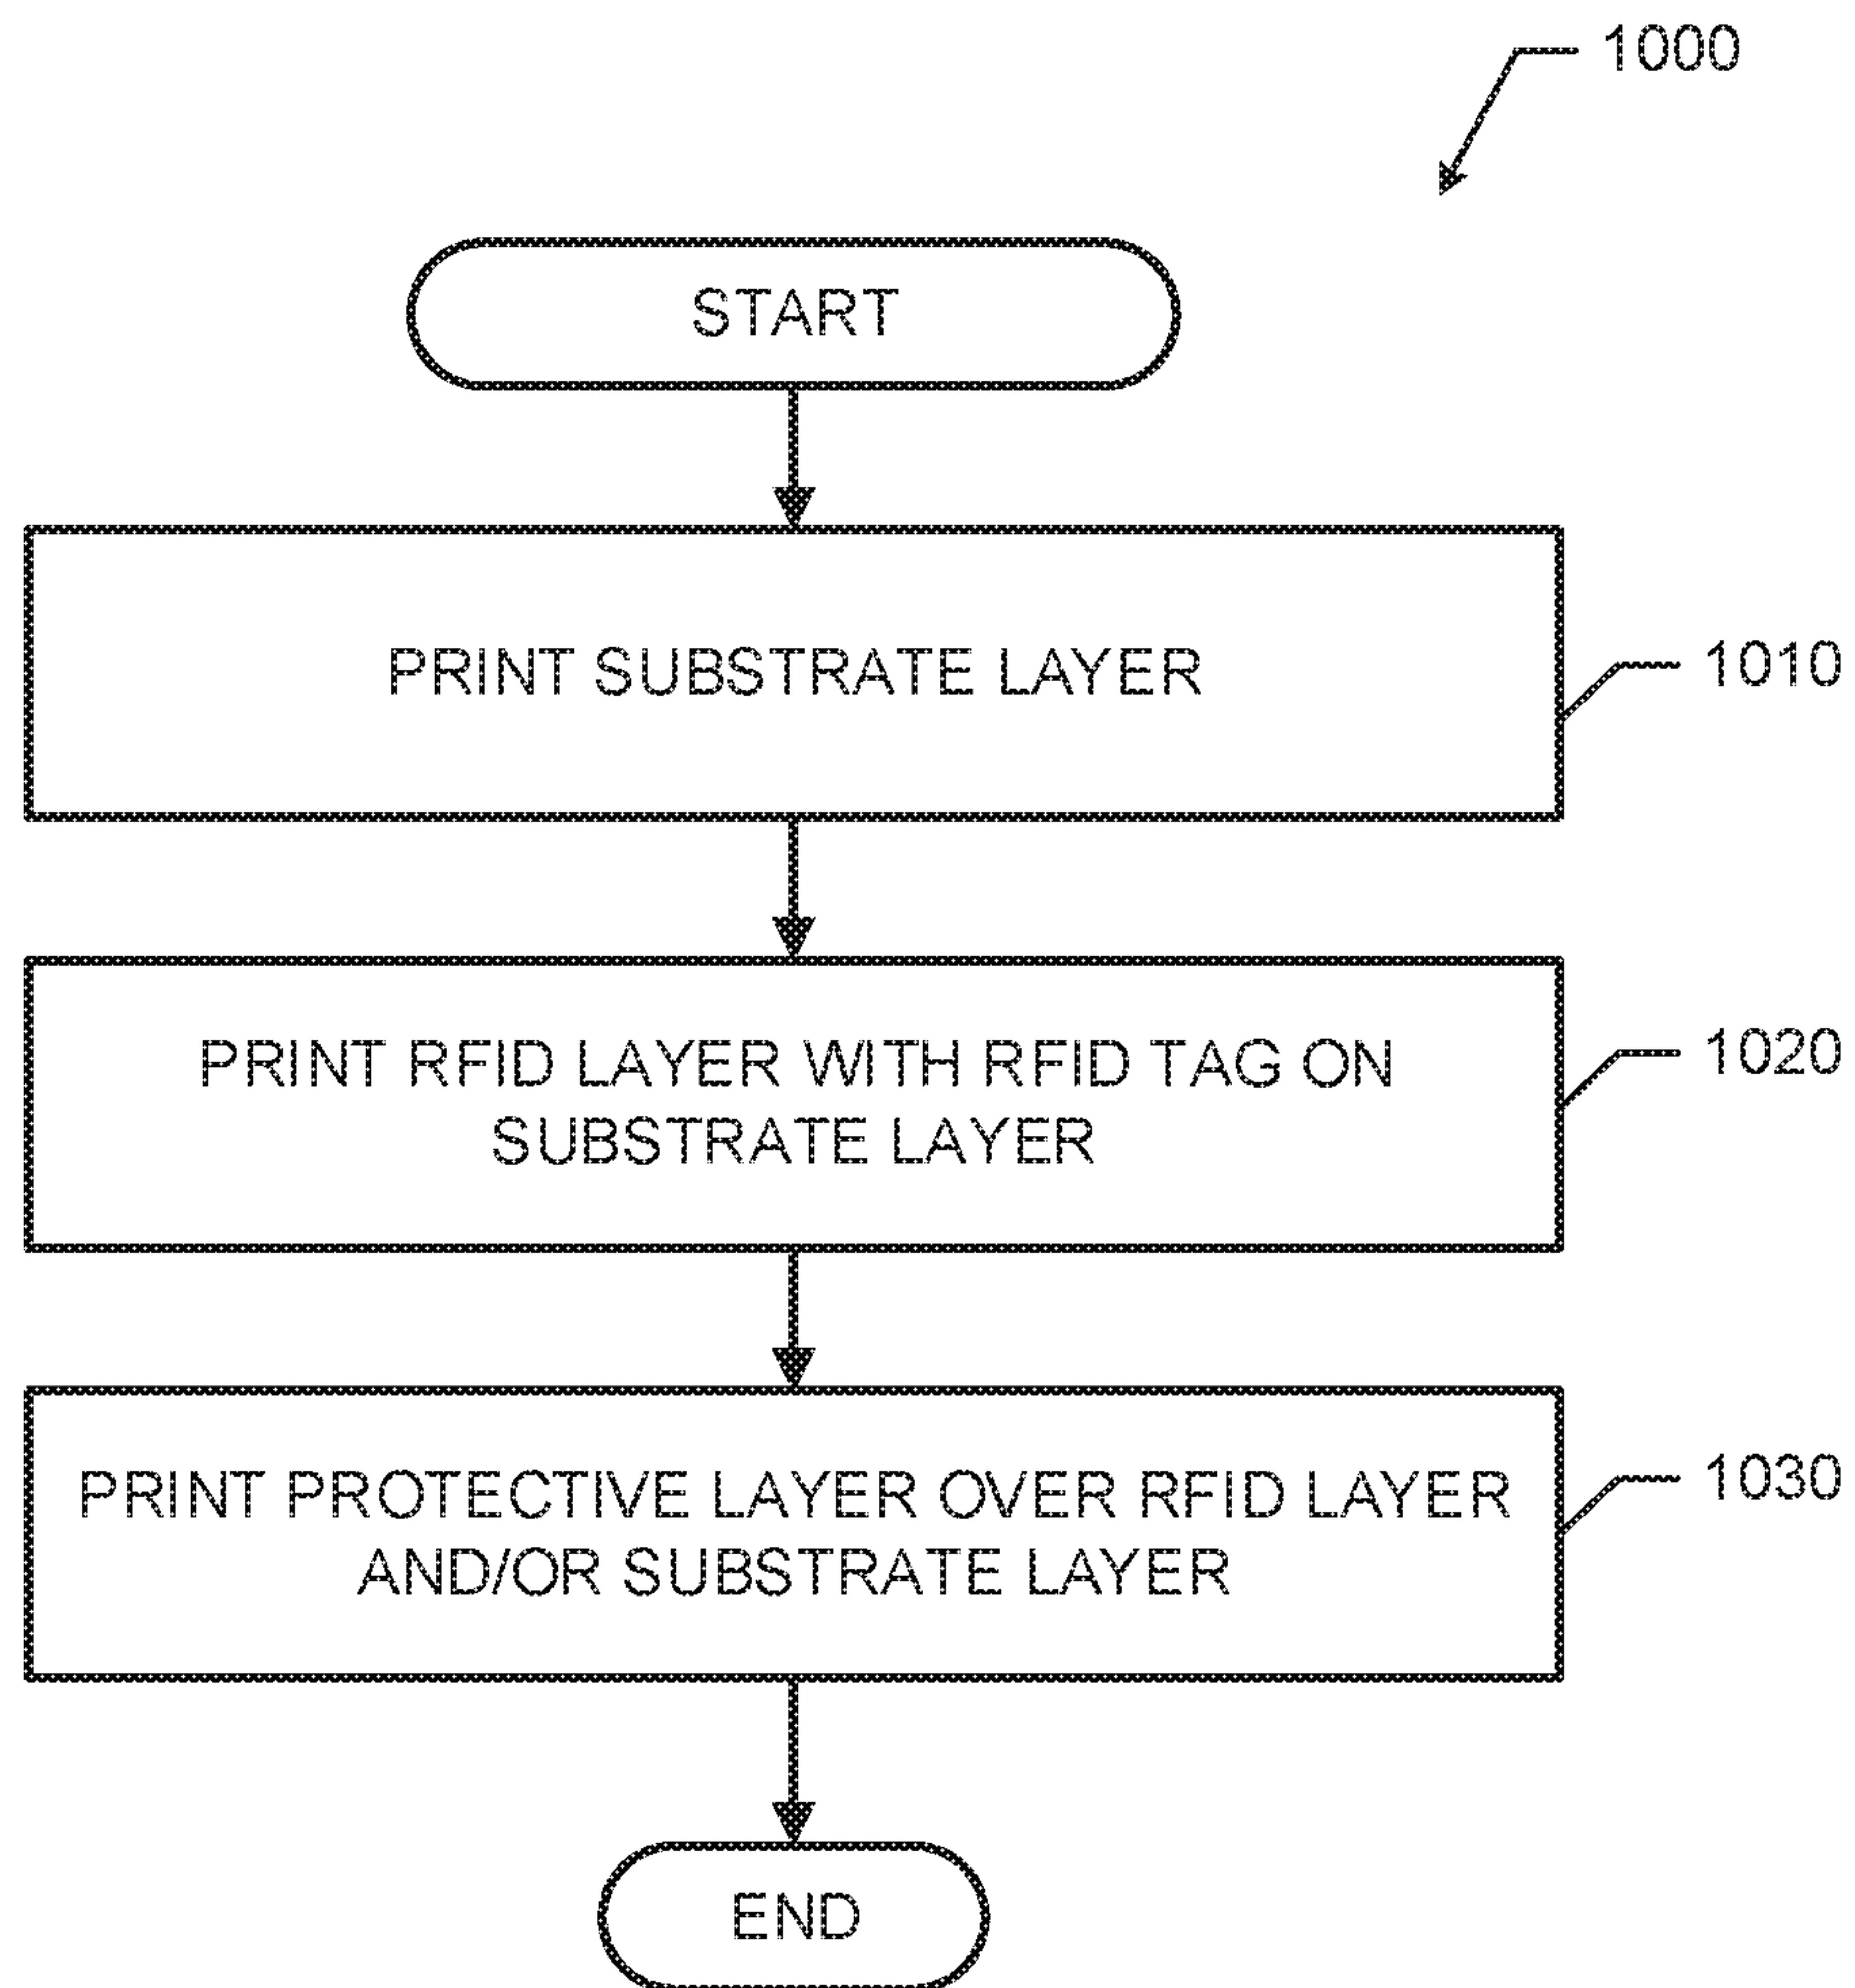 1000
START
PRINT SUBSTRATE LAYER
1010
PRINT RFID LAYER WITH RFID TAG ON
SUBSTRATE LAYER
1020
PRINT PROTECTIVE LAYER OVER RFID LAYER
AND/OR SUBSTRATE LAYER
1030
END